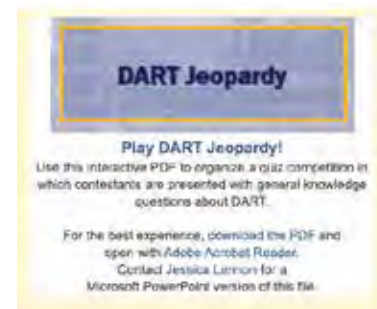 DART Jeopardy
Play DART Jeopardy!
Use this interactive PDF to organize a quiz competition in
which contestants are presented with general knowledge
questions about DART.
For the best experience, download the PDF and
open with Adobe Acrobat Reader.
Contact Jessica Lennon for a
Microsoft PowerPoint version of this file.